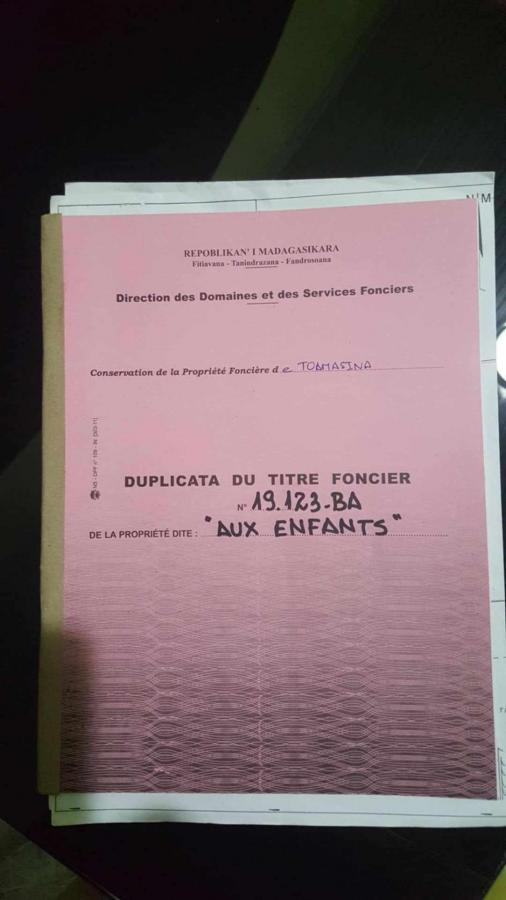 N°M
REPOBLIKAN' I MADAGASIKARA
Fitiavana - Tanindrazana - Fandrosoana
Direction des Domaines et des Services Fonciers
Conservation de la Propriété Foncière d e TOAMASINA
DUPLICATA DU TITRE FONCIER
N° 19.123-BA
DE LA PROPRIÉTÉ DITE : "AUX ENFANTS"